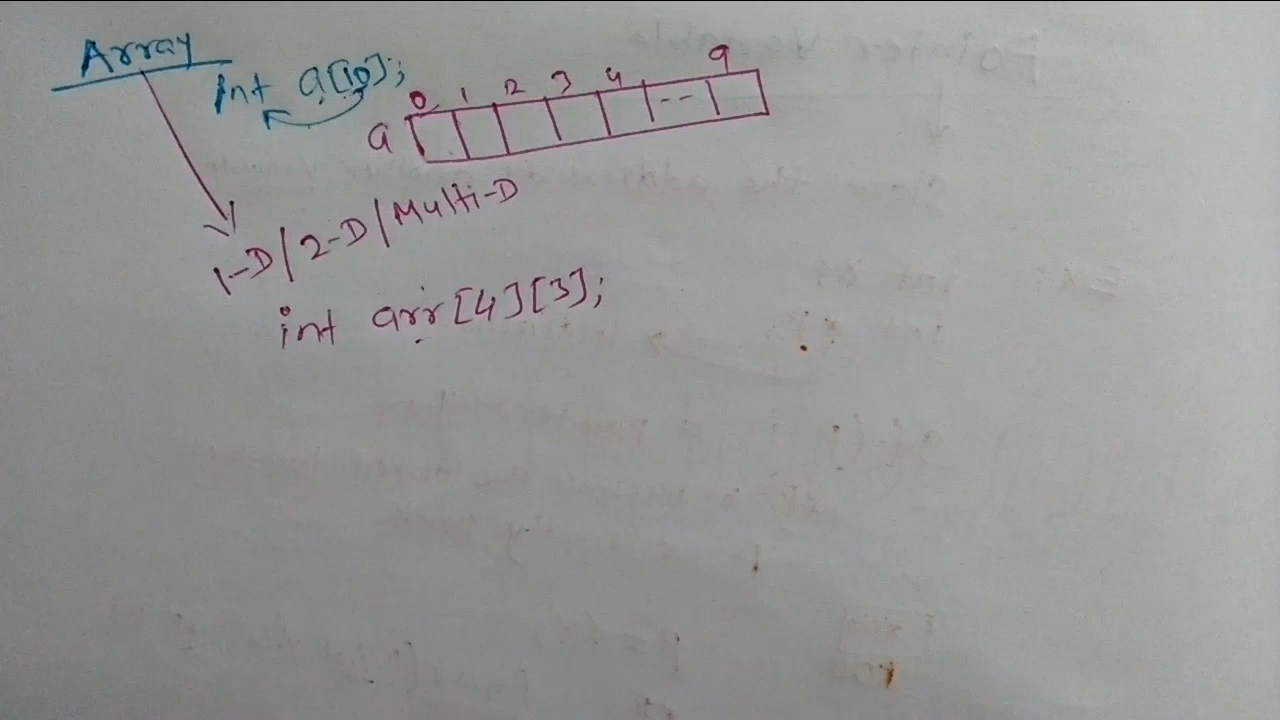 Array
int a[10];
0 1 2 3 4 9
a --
1-D/2-D/Multi-D
int arr[4][3];